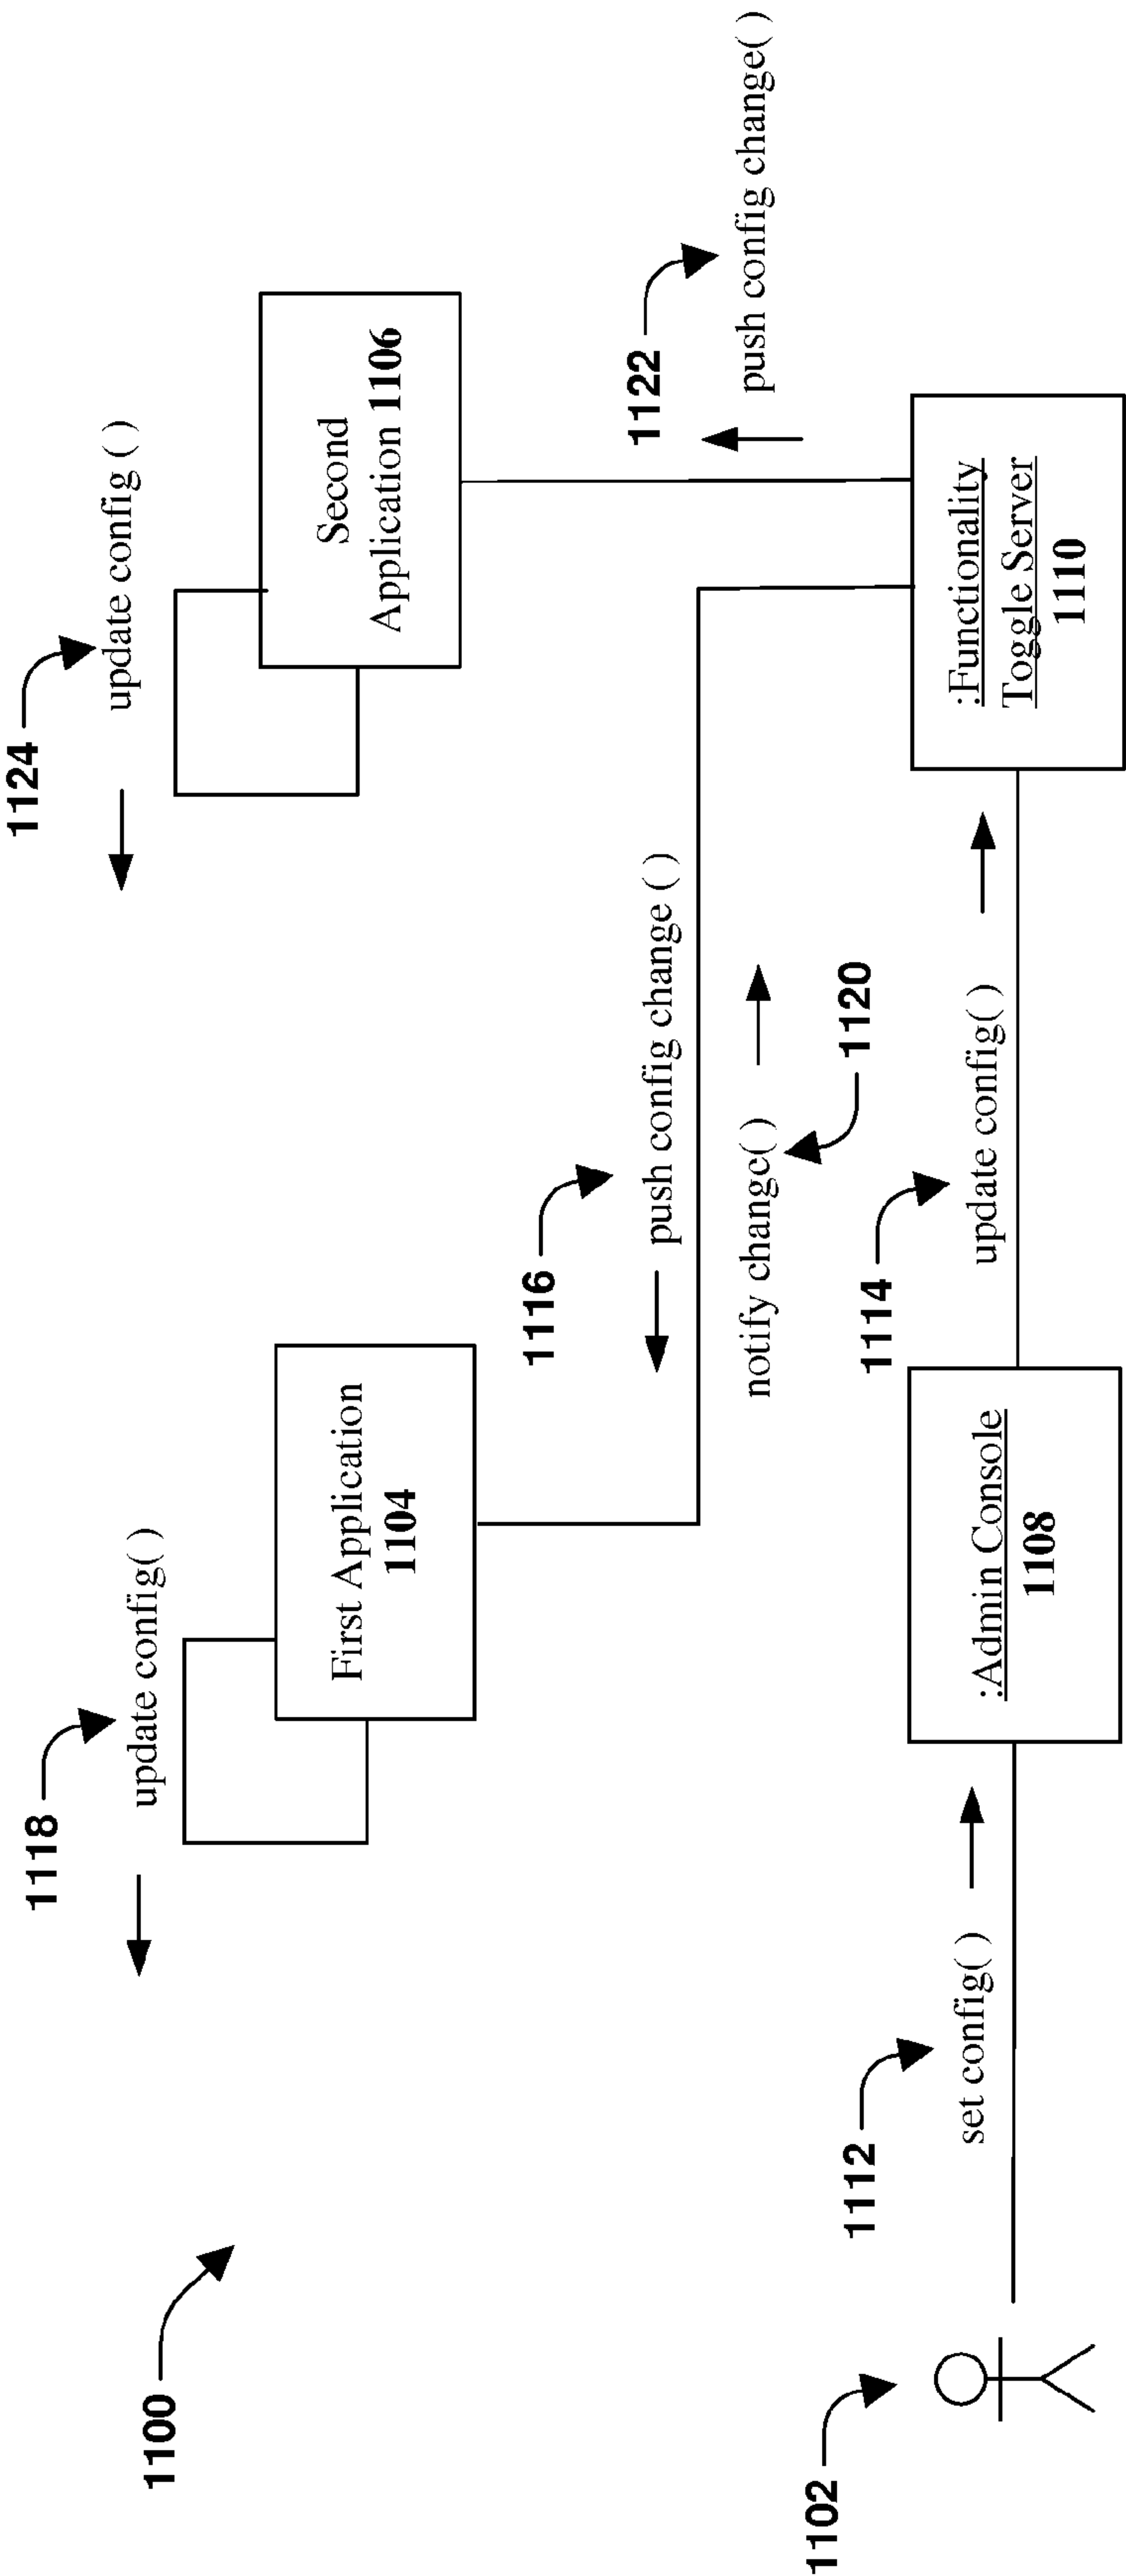 1124
update config ( )
1118
update config( )
Second
Application 1106
First Application
1104
1122
push config change( )
1116
push config change ( )
notify change( )
1120
1100
1112
set config( )
1114
update config( )
1102
:Admin Console
1108
:Functionality
Toggle Server
1110